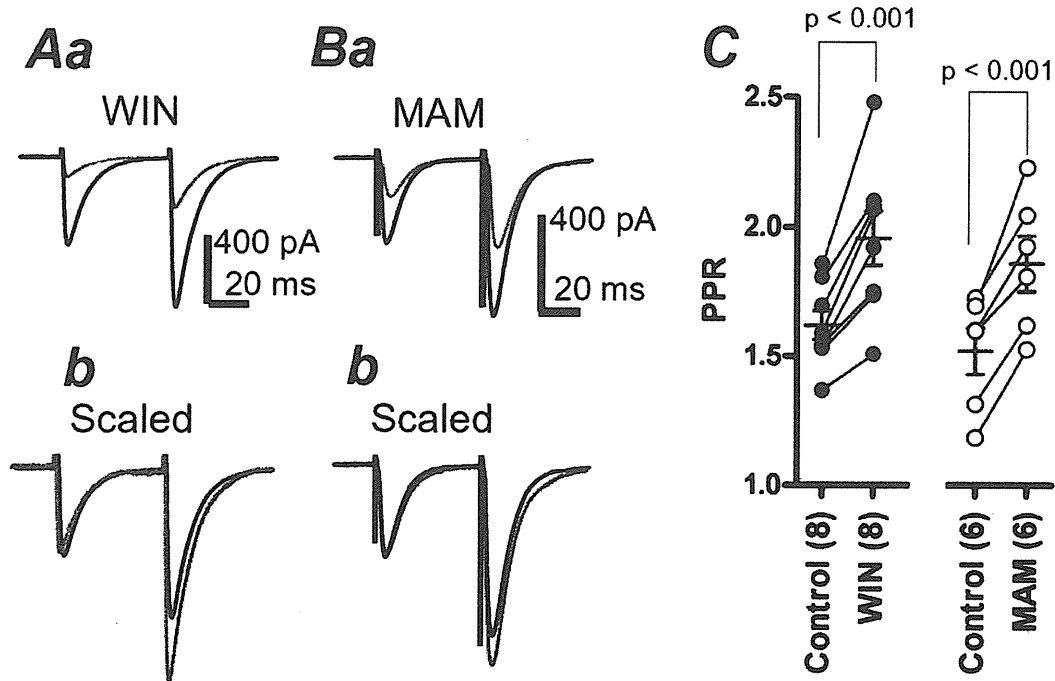 Aa
WIN
400 pA
20 ms
b
Scaled
Ba
MAM
400 pA
20 ms
b
Scaled
C
p < 0.001
p < 0.001
2.5
2.0
1.5
1.0
PPR
Control (8)
WIN (8)
Control (6)
MAM (6)